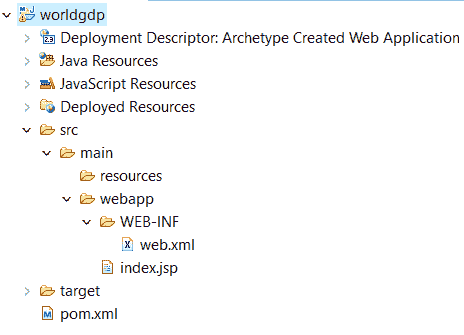 worldgdp
Deployment Descriptor: Archetype Created Web Application
Java Resources
JavaScript Resources
Deployed Resources
src
main
resources
webapp
WEB-INF
web.xml
index.jsp
target
pom.xml